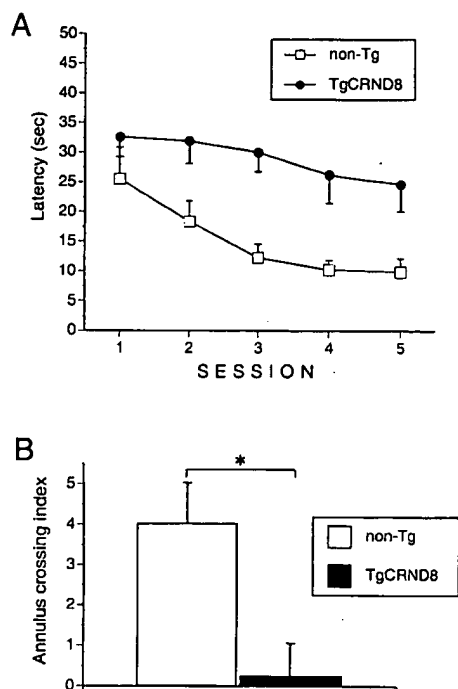 A
50
45
40
35
30
25
20
15
10
5
0
Latency (sec)
non-Tg
TgCRND8
1 2 3 4 5
SESSION
B
*
5
4
3
2
1
0
Annulus crossing index
non-Tg
TgCRND8